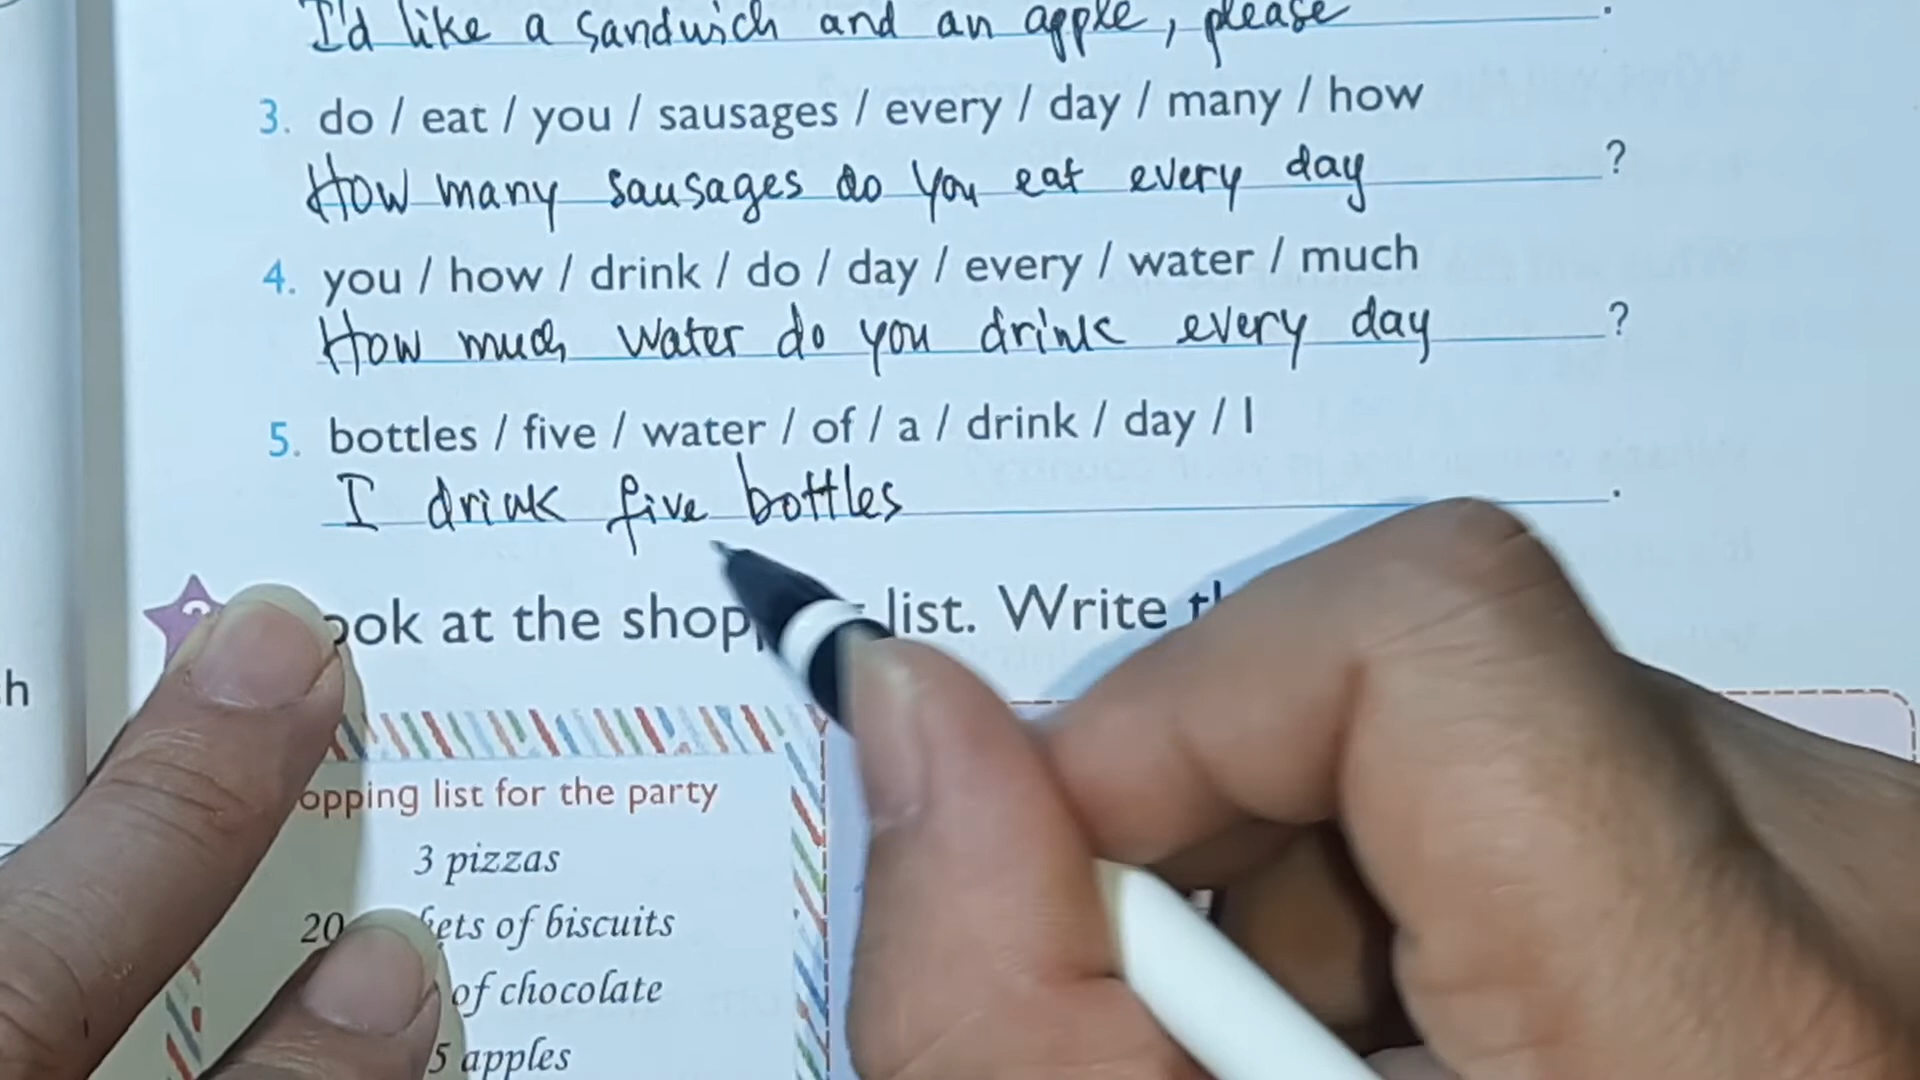 I'd like a sandwich and an apple, please .
3. do / eat / you / sausages / every / day / many / how
How many sausages do you eat every day ?
4. you / how / drink / do / day / every / water / much
How much water do you drink every day ?
5. bottles / five / water / of / a / drink / day / I
I drink five bottles .
at the list. Write
h
opping list for the party
3 pizzas
20 kets of biscuits
of chocolate
5 apples